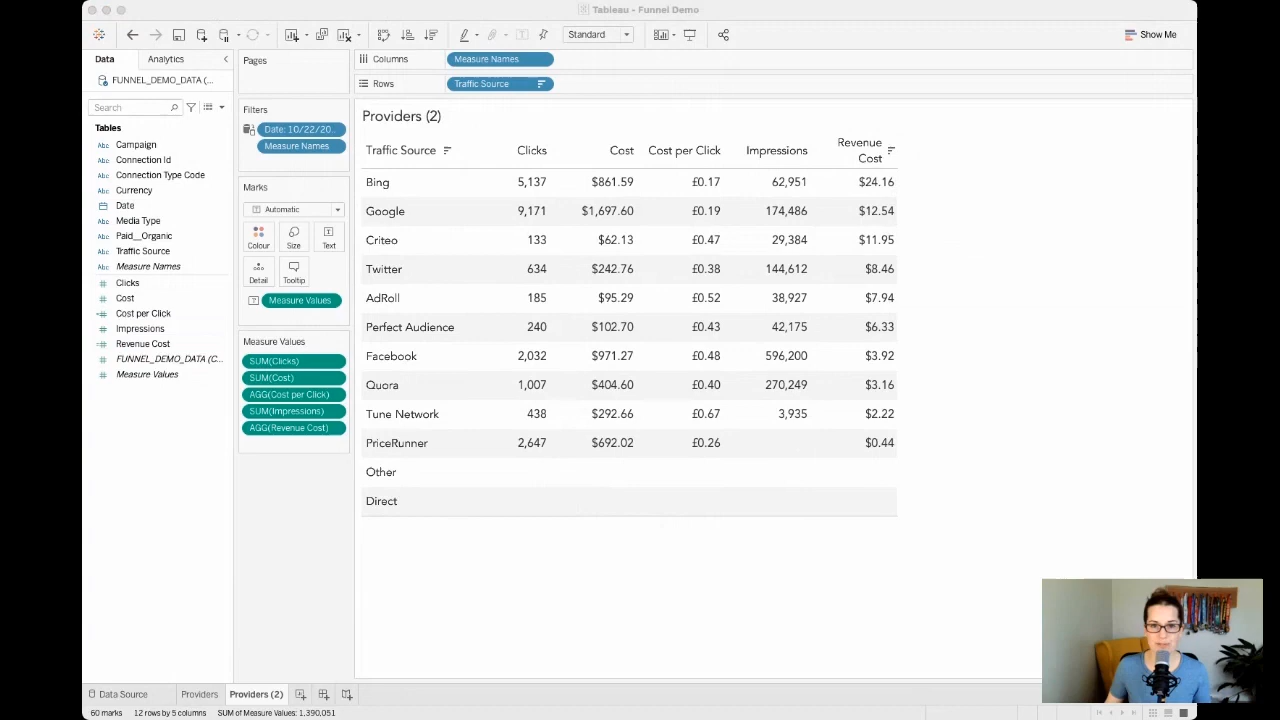 Tableau - Funnel Demo
Standard
Show Me
Data
Analytics
FUNNEL_DEMO_DATA (...
Search
Tables
Abc Campaign
Abc Connection Id
Abc Connection Type Code
Abc Currency
Date
Abc Media Type
Abc Paid__Organic
Abc Traffic Source
Abc Measure Names
Clicks
Cost
Cost per Click
Impressions
Revenue Cost
FUNNEL_DEMO_DATA (C...
Measure Values
Pages
Filters
Date: 10/22/20..
Measure Names
Marks
Automatic
Colour
Size
Text
Detail
Tooltip
Measure Values
Measure Values
SUM(Clicks)
SUM(Cost)
AGG(Cost per Click)
SUM(Impressions)
AGG(Revenue Cost)
Columns
Measure Names
Rows
Traffic Source
Providers (2)
Traffic Source Clicks Cost Cost per Click Impressions Revenue Cost
Bing 5,137 $861.59 £0.17 62,951 $24.16
Google 9,171 $1,697.60 £0.19 174,486 $12.54
Criteo 133 $62.13 £0.47 29,384 $11.95
Twitter 634 $242.76 £0.38 144,612 $8.46
AdRoll 185 $95.29 £0.52 38,927 $7.94
Perfect Audience 240 $102.70 £0.43 42,175 $6.33
Facebook 2,032 $971.27 £0.48 596,200 $3.92
Quora 1,007 $404.60 £0.40 270,249 $3.16
Tune Network 438 $292.66 £0.67 3,935 $2.22
PriceRunner 2,647 $692.02 £0.26 $0.44
Other
Direct
Data Source
Providers
Providers (2)
60 marks
12 rows by 5 columns
SUM of Measure Values: 1,390,051